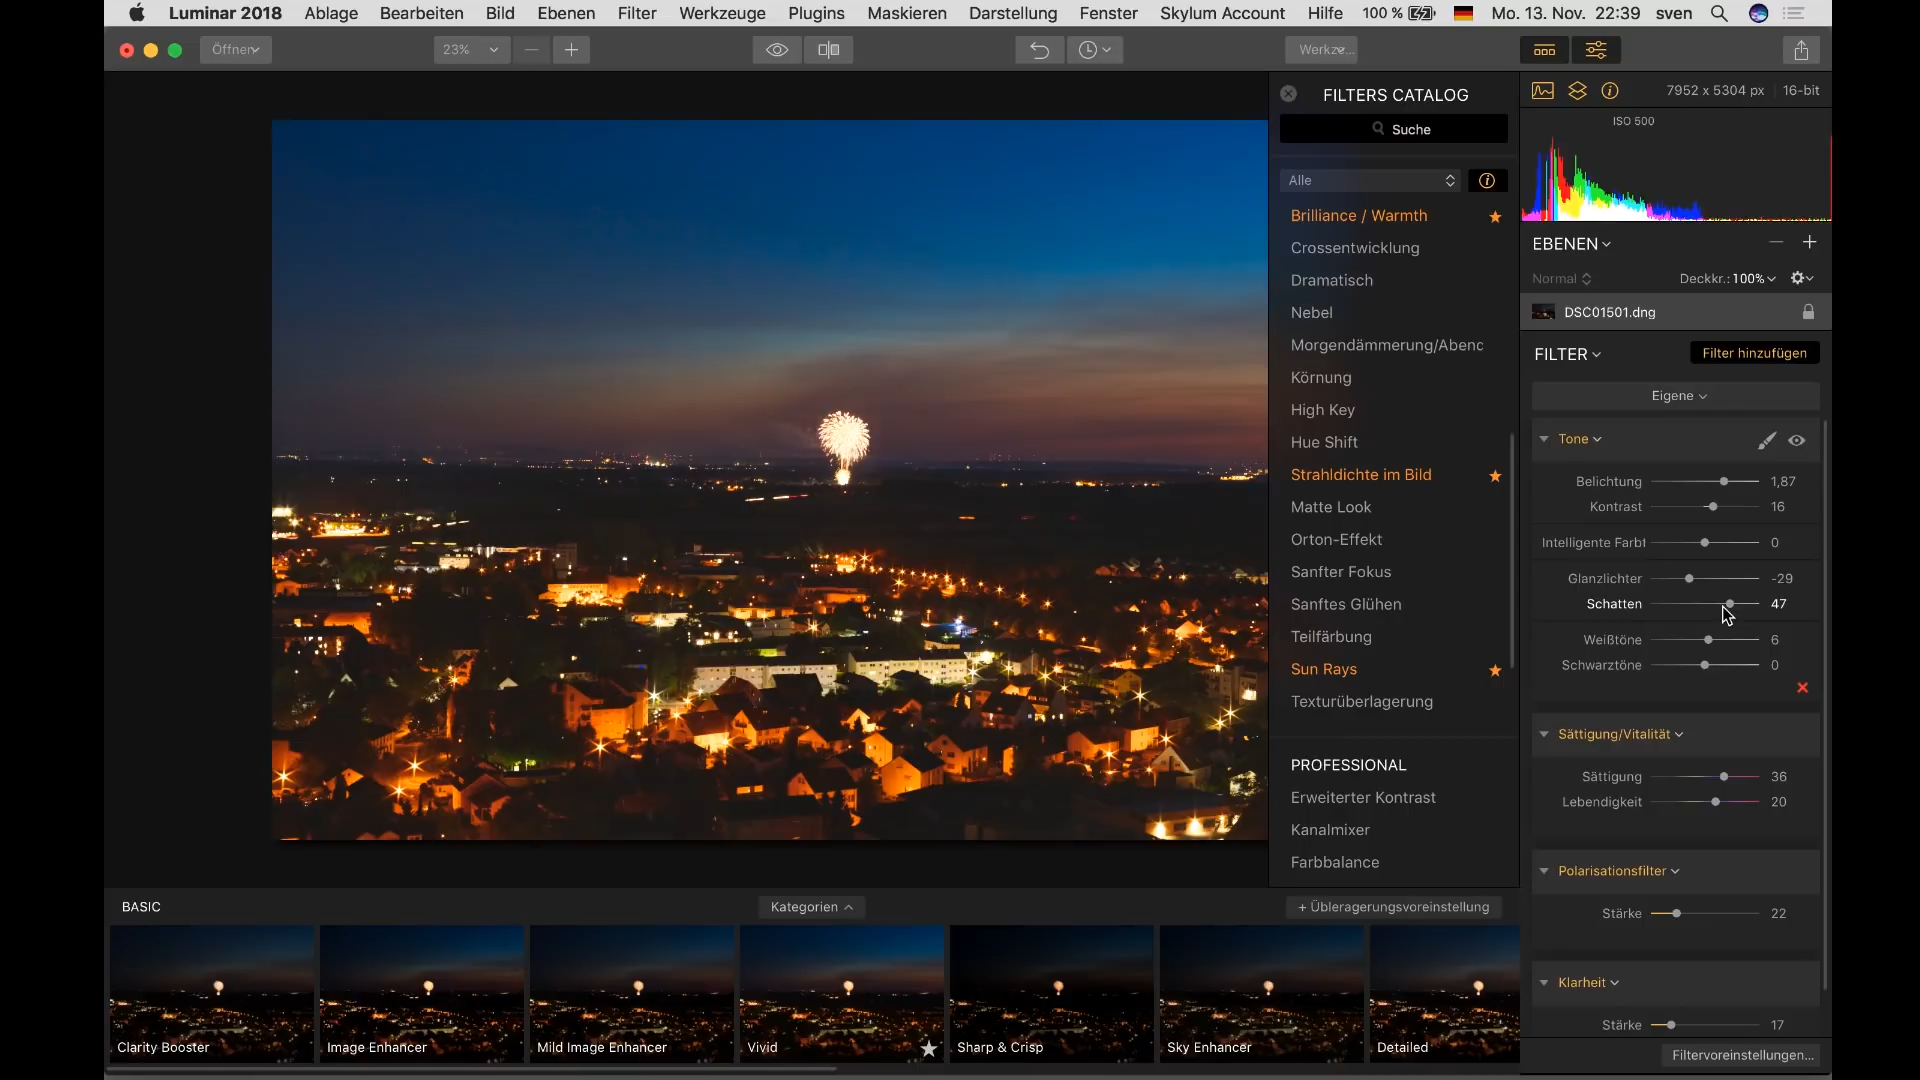 Luminar 2018 Ablage Bearbeiten Bild Ebenen Filter Werkzeuge Plugins Maskieren Darstellung Fenster Skylum Account Hilfe 100 % Mo. 13. Nov. 22:39 sven
Öffnen 23% Werkze...
FILTERS CATALOG
Suche
Alle
Brilliance / Warmth
Crossentwicklung
Dramatisch
Nebel
Morgendämmerung/Abend
Körnung
High Key
Hue Shift
Strahldichte im Bild
Matte Look
Orton-Effekt
Sanfter Fokus
Sanftes Glühen
Teilfärbung
Sun Rays
Texturüberlagerung
PROFESSIONAL
Erweiterter Kontrast
Kanalmixer
Farbbalance
7952 x 5304 px 16-bit
ISO 500
EBENEN
Normal Deckkr.: 100%
DSC01501.dng
FILTER Filter hinzufügen
Eigene
Tone
Belichtung 1,87
Kontrast 16
Intelligente Farbt 0
Glanzlichter -29
Schatten 47
Weißtöne 6
Schwarztöne 0
Sättigung/Vitalität
Sättigung 36
Lebendigkeit 20
Polarisationsfilter
Stärke 22
Klarheit
Stärke 17
Filtervoreinstellungen...
BASIC Kategorien + Übleragerungsvoreinstellung
Clarity Booster Image Enhancer Mild Image Enhancer Vivid Sharp & Crisp Sky Enhancer Detailed